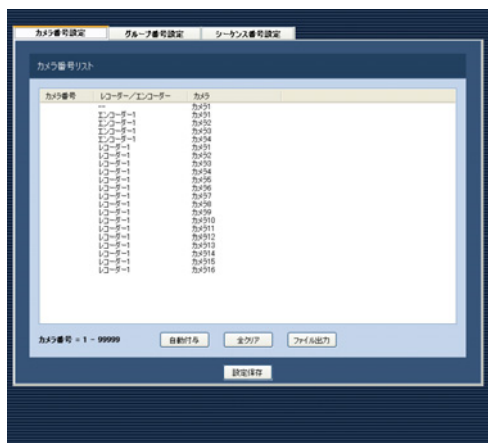 カメラ番号設定 グループ番号設定 シーケンス番号設定
カメラ番号リスト
カメラ番号 レコーダー/エンコーダー カメラ
-- カメラ1
エンコーダー1 カメラ1
エンコーダー1 カメラ2
エンコーダー1 カメラ3
エンコーダー1 カメラ4
レコーダー1 カメラ1
レコーダー1 カメラ2
レコーダー1 カメラ3
レコーダー1 カメラ4
レコーダー1 カメラ5
レコーダー1 カメラ6
レコーダー1 カメラ7
レコーダー1 カメラ8
レコーダー1 カメラ9
レコーダー1 カメラ10
レコーダー1 カメラ11
レコーダー1 カメラ12
レコーダー1 カメラ13
レコーダー1 カメラ14
レコーダー1 カメラ15
レコーダー1 カメラ16
カメラ番号 = 1 - 99999 自動付与 全クリア ファイル出力
設定保存